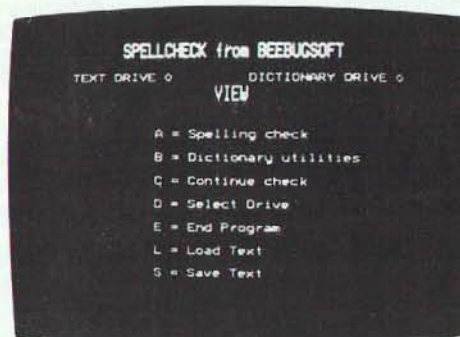 SPELLCHECK from BEEBUGSOFT
TEXT DRIVE 0 DICTIONARY DRIVE 0
VIEW
A = Spelling check
B = Dictionary utilities
C = Continue check
D = Select Drive
E = End Program
L = Load Text
S = Save Text